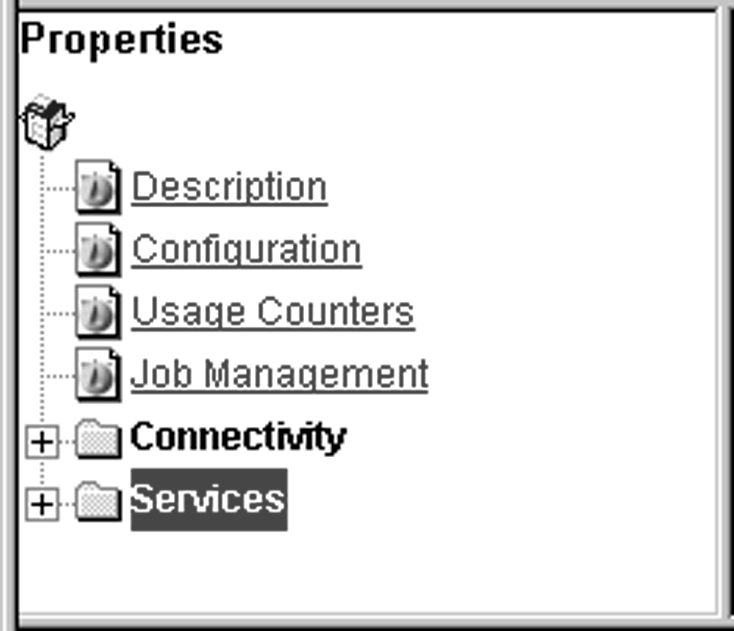 Properties
Description
Configuration
Usage Counters
Job Management
Connectivity
Services